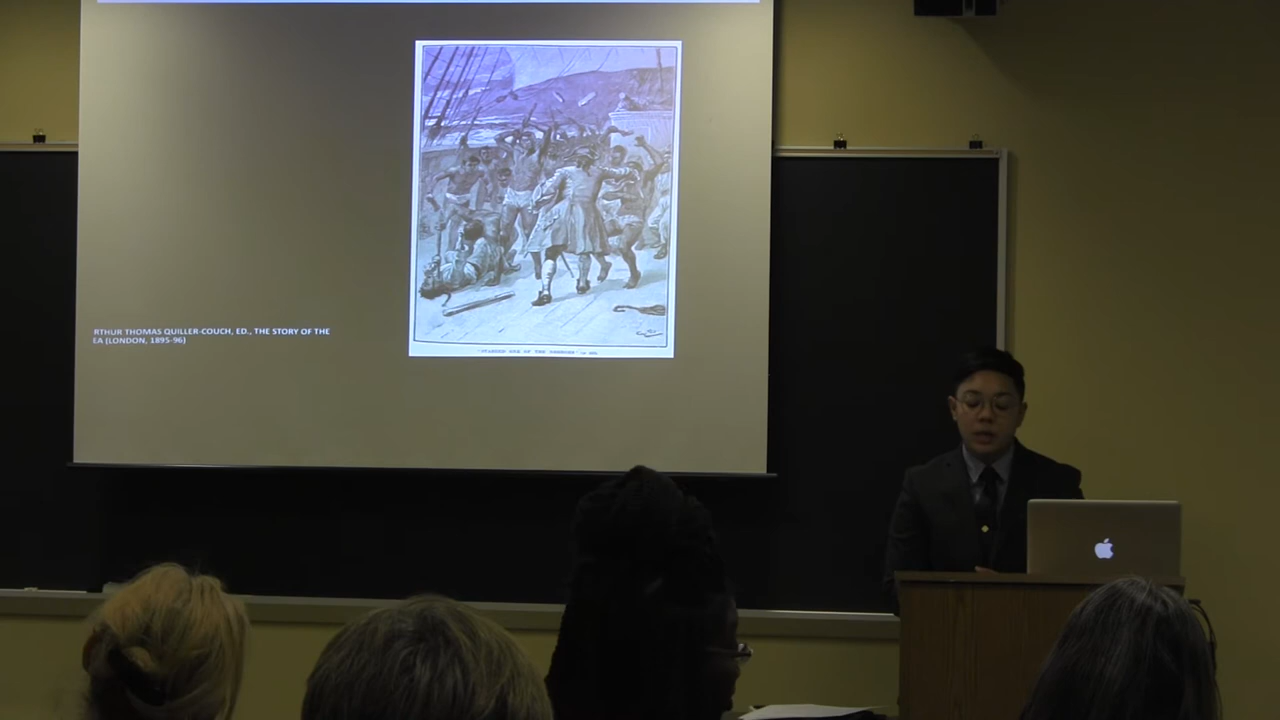 RTHUR THOMAS QUILLER-COUCH, ED., THE STORY OF THE
EA (LONDON, 1895-96)